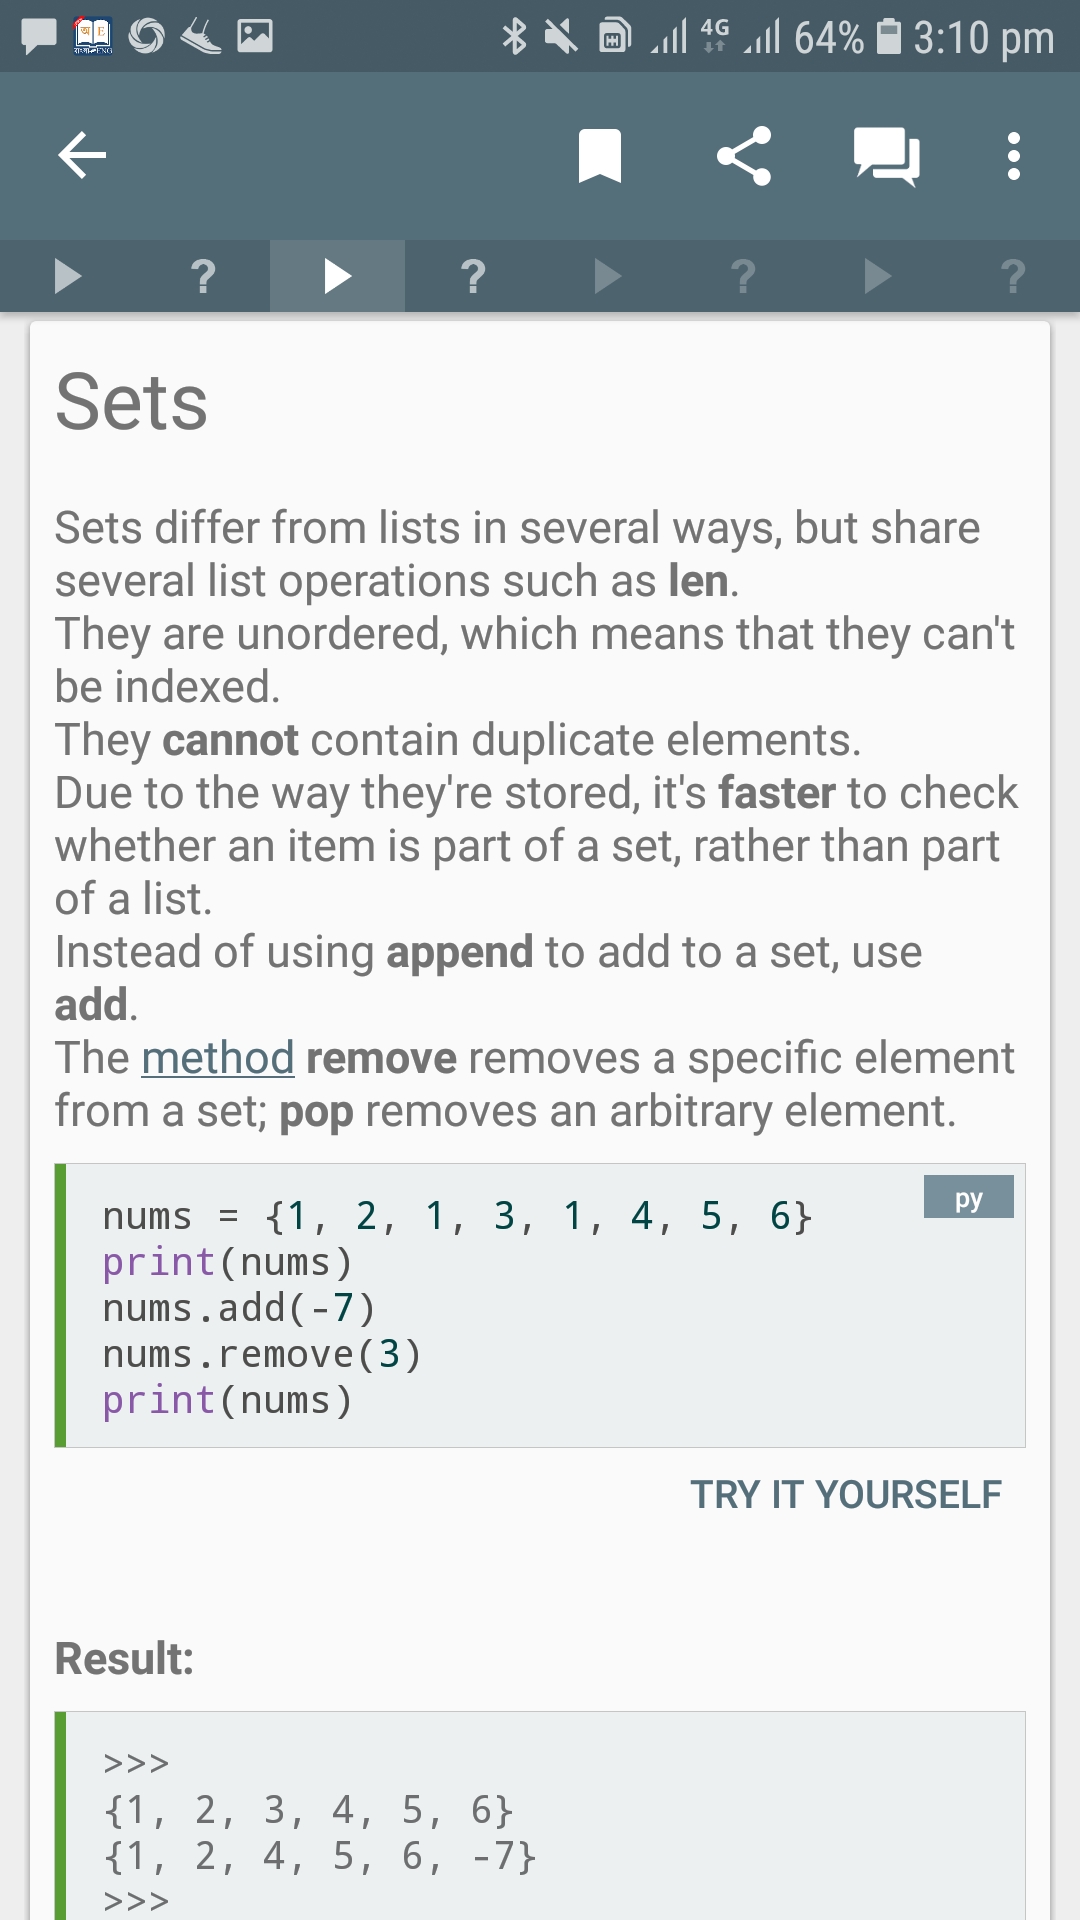 4G 64% 3:10 pm
? ? ? ?
Sets
Sets differ from lists in several ways, but share
several list operations such as len.
They are unordered, which means that they can't
be indexed.
They cannot contain duplicate elements.
Due to the way they're stored, it's faster to check
whether an item is part of a set, rather than part
of a list.
Instead of using append to add to a set, use
add.
The method remove removes a specific element
from a set; pop removes an arbitrary element.
py
nums = {1, 2, 1, 3, 1, 4, 5, 6}
print(nums)
nums.add(-7)
nums.remove(3)
print(nums)
TRY IT YOURSELF
Result:
>>>
{1, 2, 3, 4, 5, 6}
{1, 2, 4, 5, 6, -7}
>>>